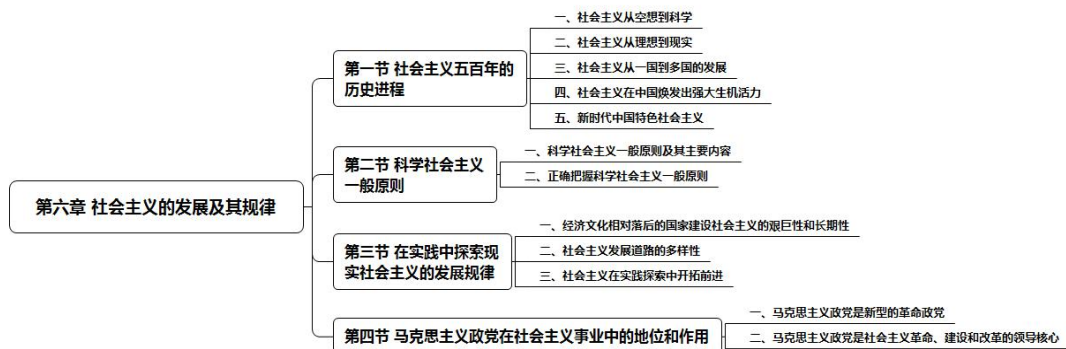 第六章 社会主义的发展及其规律
第一节 社会主义五百年的
历史进程
一、社会主义从空想到科学
二、社会主义从理想到现实
三、社会主义从一国到多国的发展
四、社会主义在中国焕发出强大生机活力
五、新时代中国特色社会主义
第二节 科学社会主义
一般原则
一、科学社会主义一般原则及其主要内容
二、正确把握科学社会主义一般原则
第三节 在实践中探索现
实社会主义的发展规律
一、经济文化相对落后的国家建设社会主义的艰巨性和长期性
二、社会主义发展道路的多样性
三、社会主义在实践探索中开拓前进
第四节 马克思主义政党在社会主义事业中的地位和作用
一、马克思主义政党是新型的革命政党
二、马克思主义政党是社会主义革命、建设和改革的领导核心